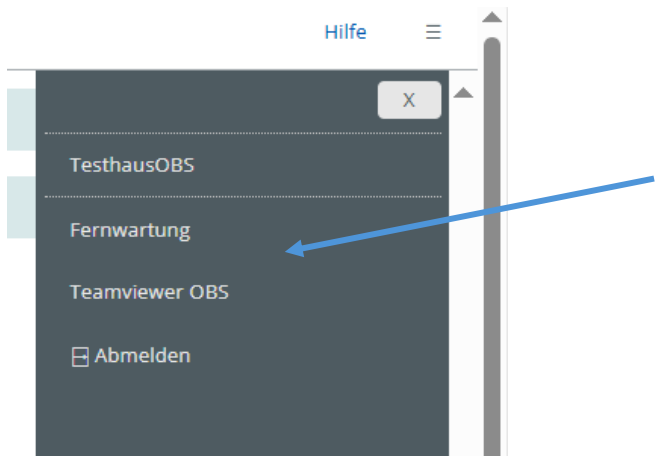 Hilfe ☰
X
TesthausOBS
Fernwartung
Teamviewer OBS
Abmelden